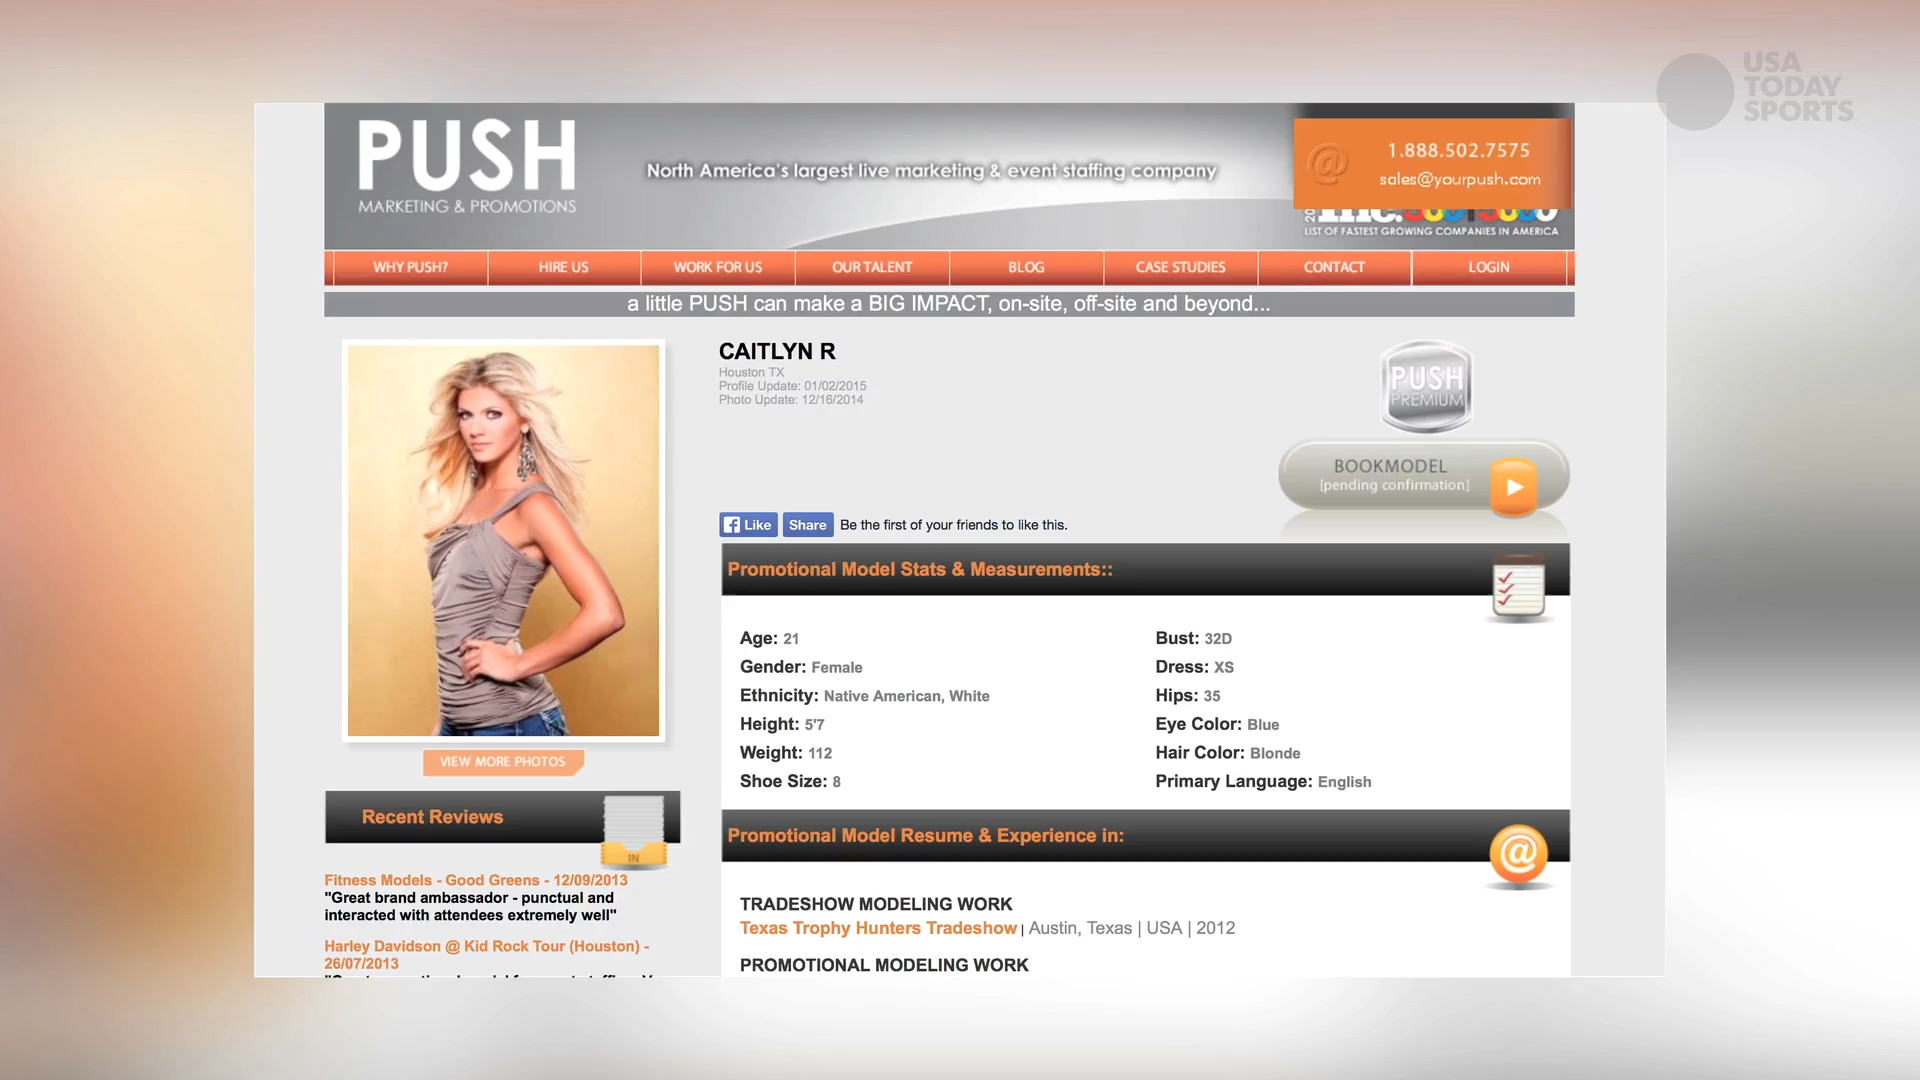 USA
TODAY
SPORTS
PUSH
MARKETING & PROMOTIONS
North America's largest live marketing & event staffing company
1.888.502.7575
sales@yourpush.com
LIST OF FASTEST GROWING COMPANIES IN AMERICA
WHY PUSH? HIRE US WORK FOR US OUR TALENT BLOG CASE STUDIES CONTACT LOGIN
a little PUSH can make a BIG IMPACT, on-site, off-site and beyond...
CAITLYN R
Houston TX
Profile Update: 01/02/2015
Photo Update: 12/16/2014
PUSH
PREMIUM
BOOKMODEL
[pending confirmation]
Like Share Be the first of your friends to like this.
Promotional Model Stats & Measurements::
Age: 21
Gender: Female
Ethnicity: Native American, White
Height: 5'7
Weight: 112
Shoe Size: 8
Bust: 32D
Dress: XS
Hips: 35
Eye Color: Blue
Hair Color: Blonde
Primary Language: English
VIEW MORE PHOTOS
Recent Reviews
IN
Fitness Models - Good Greens - 12/09/2013
"Great brand ambassador - punctual and
interacted with attendees extremely well"
Harley Davidson @ Kid Rock Tour (Houston) -
26/07/2013
Promotional Model Resume & Experience in:
TRADESHOW MODELING WORK
Texas Trophy Hunters Tradeshow | Austin, Texas | USA | 2012
PROMOTIONAL MODELING WORK